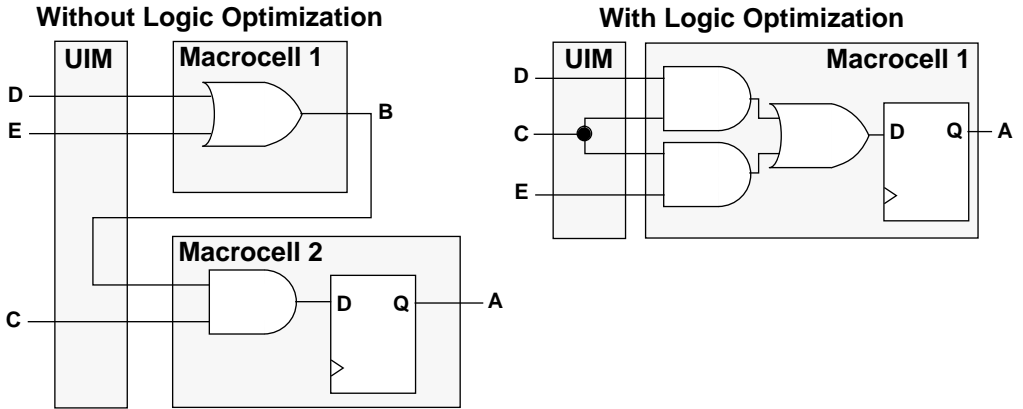 Without Logic Optimization
UIM
Macrocell 1
D
E
B
Macrocell 2
C
D
Q
A
With Logic Optimization
UIM
Macrocell 1
D
C
E
D
Q
A